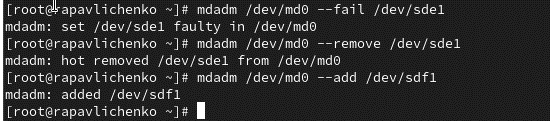 [root@rapavlichenko ~]# mdadm /dev/md0 --fail /dev/sde1
mdadm: set /dev/sde1 faulty in /dev/md0
[root@rapavlichenko ~]# mdadm /dev/md0 --remove /dev/sde1
mdadm: hot removed /dev/sde1 from /dev/md0
[root@rapavlichenko ~]# mdadm /dev/md0 --add /dev/sdf1
mdadm: added /dev/sdf1
[root@rapavlichenko ~]#